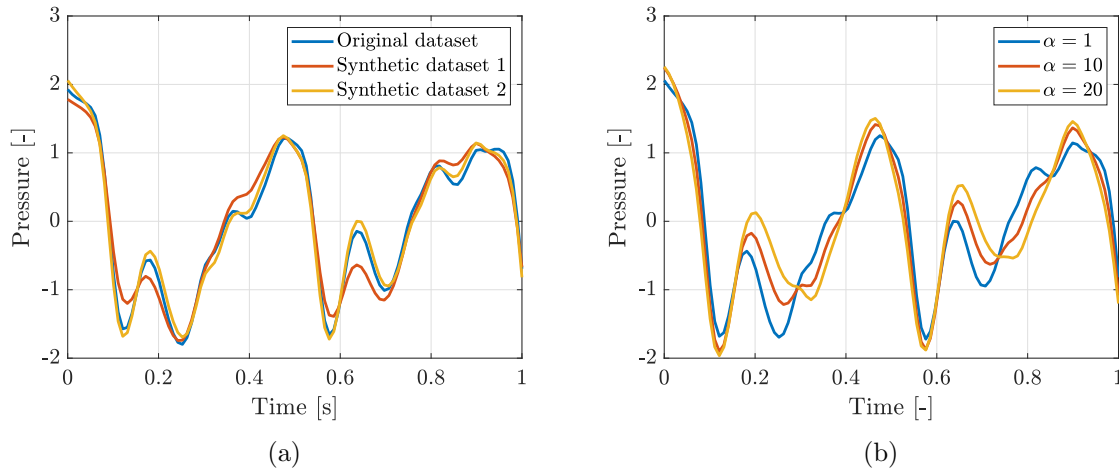 3
2
1
0
-1
-2
Pressure [-]
Original dataset
Synthetic dataset 1
Synthetic dataset 2
0
0.2
0.4
0.6
0.8
1
Time [s]
(a)
3
2
1
0
-1
-2
Pressure [-]
α = 1
α = 10
α = 20
0
0.2
0.4
0.6
0.8
1
Time [-]
(b)